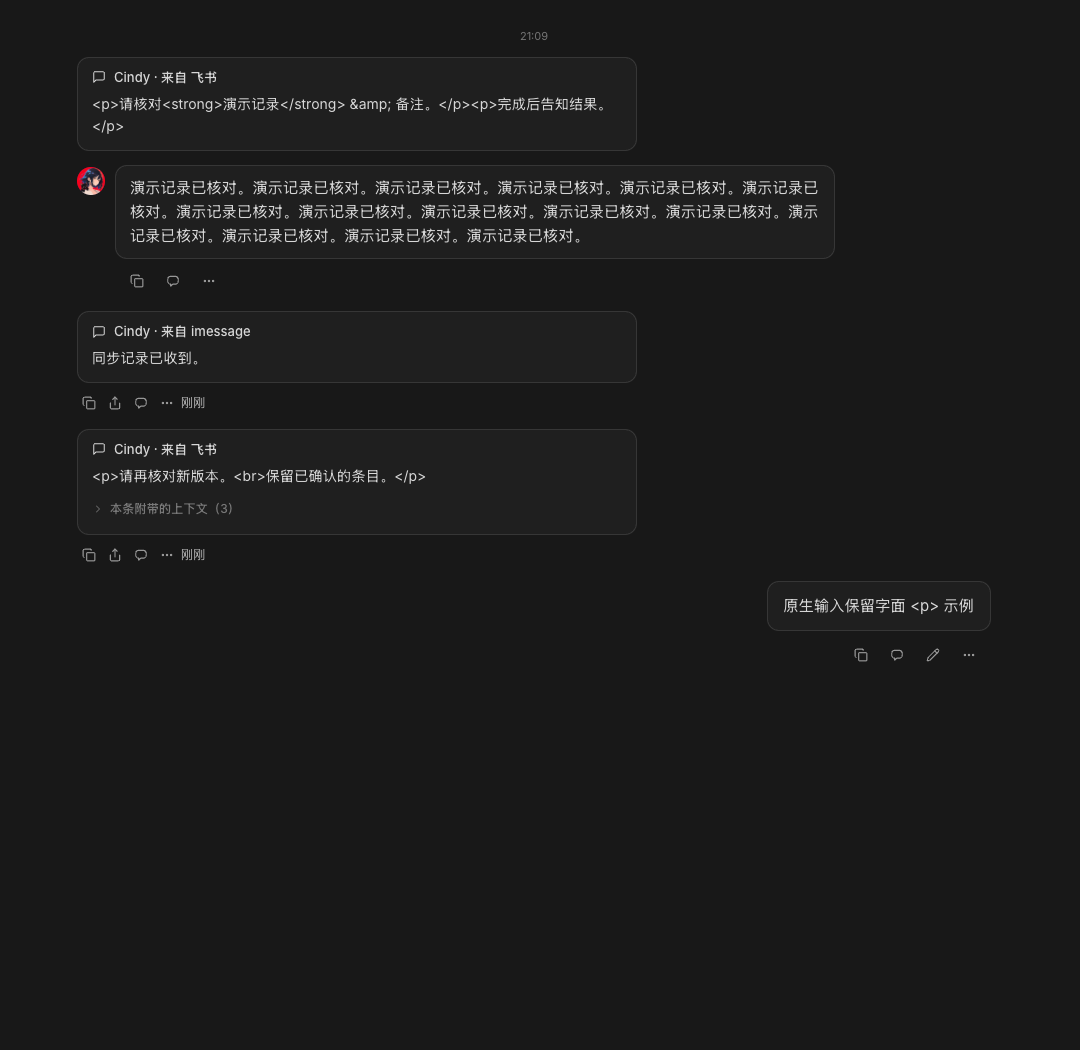 21:09
Cindy · 来自 飞书
<p>请核对<strong>演示记录</strong> &amp; 备注。</p><p>完成后告知结果。
</p>
演示记录已核对。演示记录已核对。演示记录已核对。演示记录已核对。演示记录已核对。演示记录已
核对。演示记录已核对。演示记录已核对。演示记录已核对。演示记录已核对。演示记录已核对。演示
记录已核对。演示记录已核对。演示记录已核对。演示记录已核对。
Cindy · 来自 imessage
同步记录已收到。
刚刚
Cindy · 来自 飞书
<p>请再核对新版本。<br>保留已确认的条目。</p>
本条附带的上下文（3）
刚刚
原生输入保留字面 <p> 示例